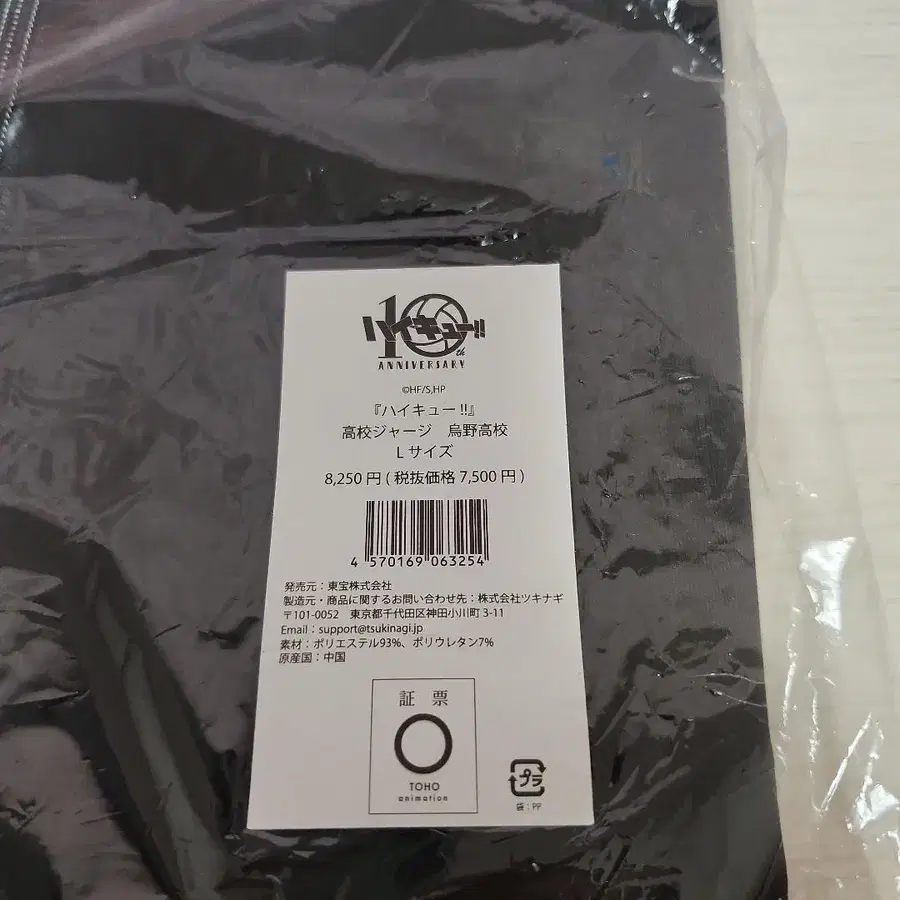 10th
ハイキュー!!
ANNIVERSARY
©HF/S,HP
『ハイキュー!!』
高校ジャージ 烏野高校
Lサイズ
8,250円(税抜価格7,500円)
4 570169 063254
発売元:東宝株式会社
製造元・商品に関するお問い合わせ先:株式会社ツキナギ
〒101-0052 東京都千代田区神田小川町3-11
Email:support@tsukinagi.jp
素材:ポリエステル93%、ポリウレタン7%
原産国:中国
証票
TOHO
animation
プラ
袋:PP